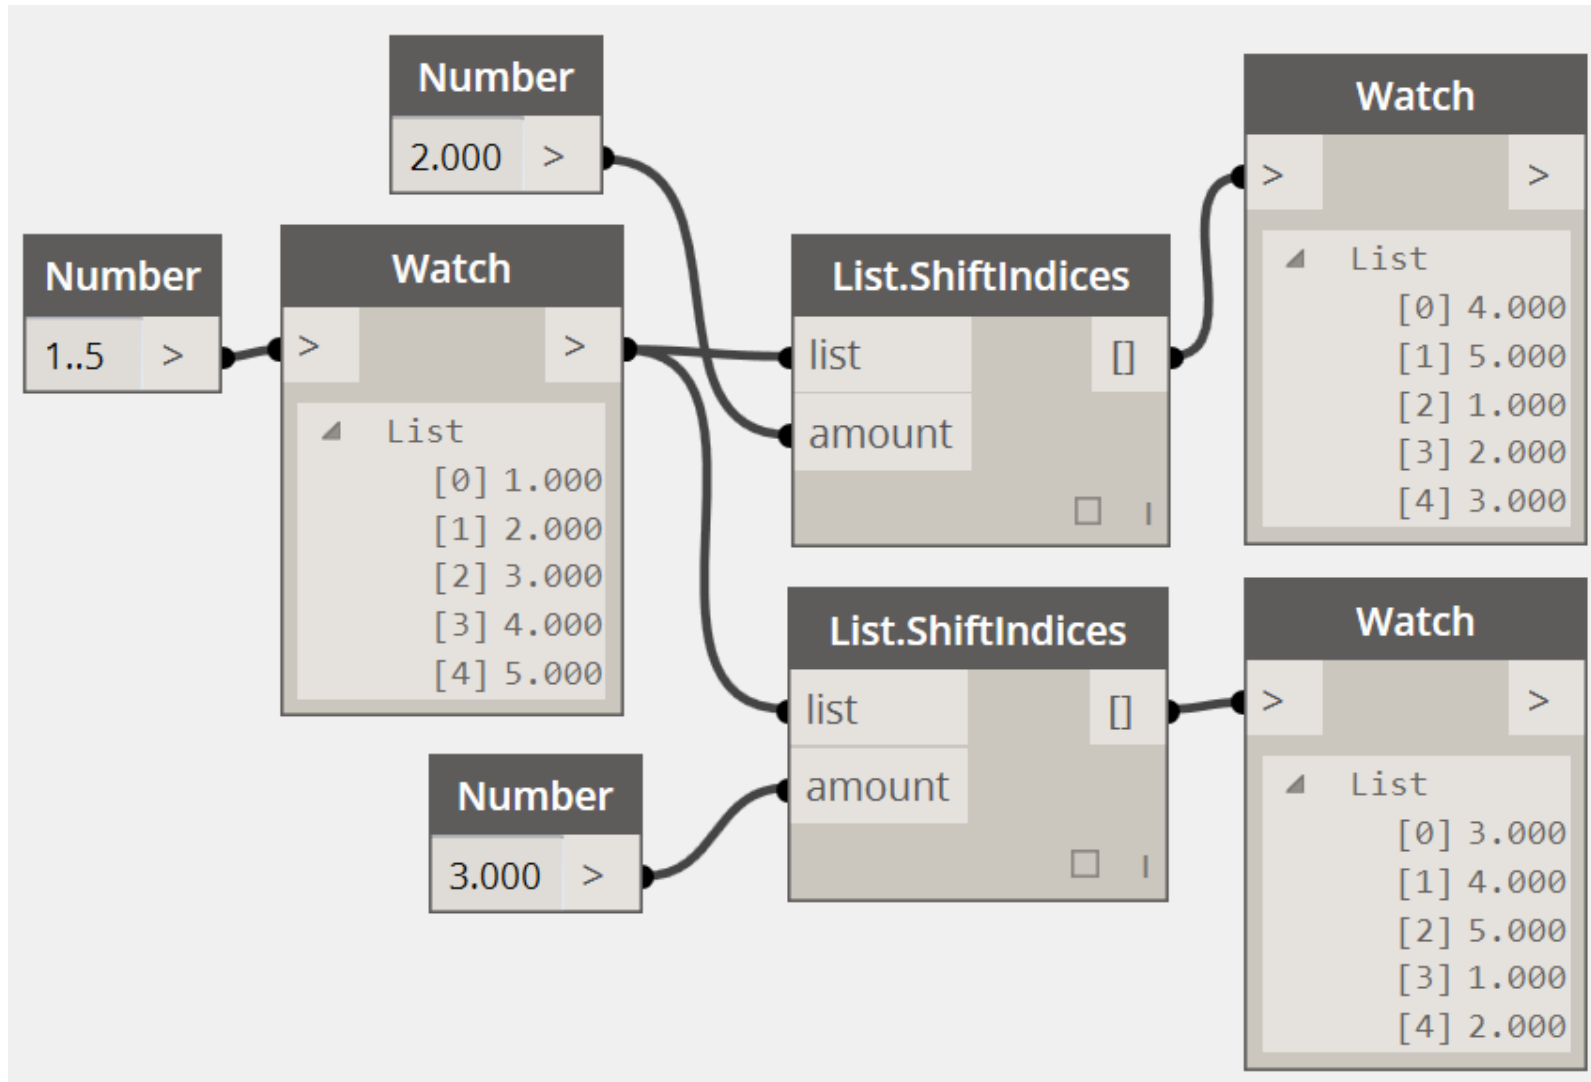 Number
2.000 >
Number
1..5 >
Watch
> >
List
[0] 1.000
[1] 2.000
[2] 3.000
[3] 4.000
[4] 5.000
List.ShiftIndices
list []
amount
I
Watch
> >
List
[0] 4.000
[1] 5.000
[2] 1.000
[3] 2.000
[4] 3.000
Number
3.000 >
List.ShiftIndices
list []
amount
I
Watch
> >
List
[0] 3.000
[1] 4.000
[2] 5.000
[3] 1.000
[4] 2.000